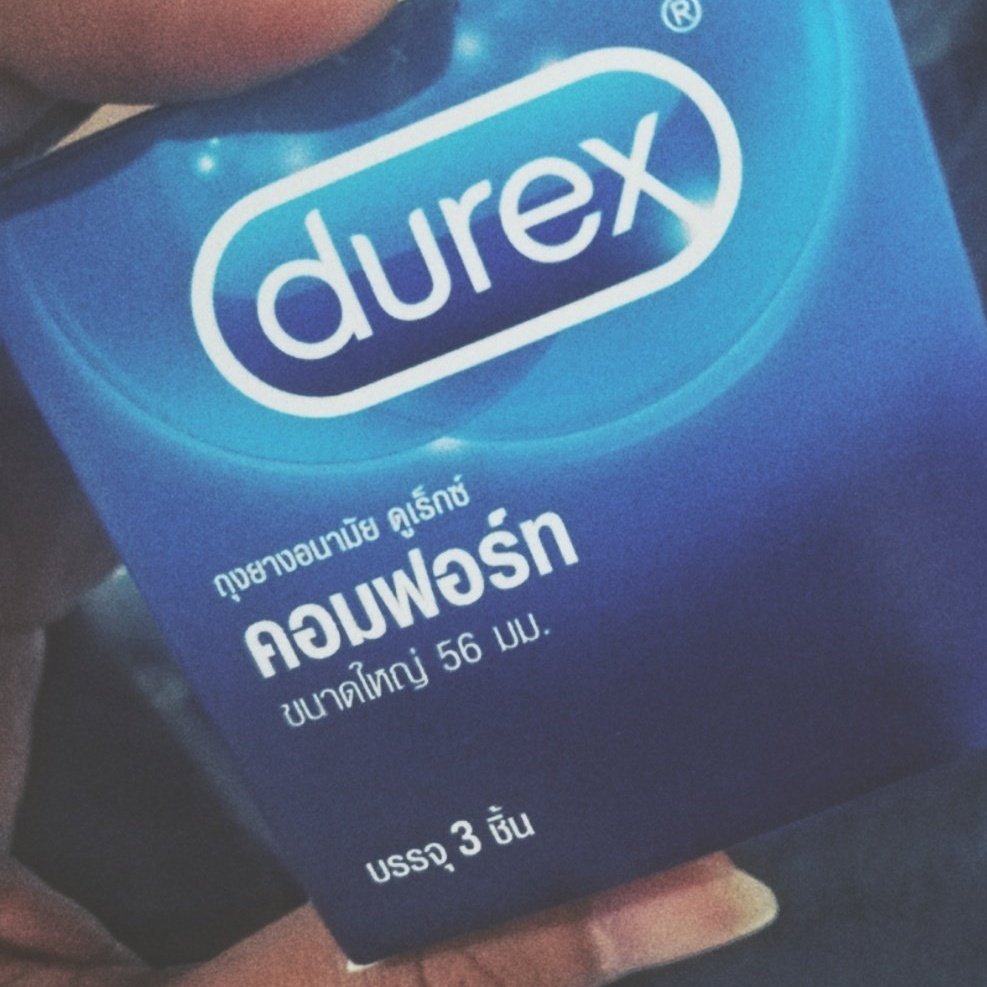 durex®
ถุงยางอนามัย ดูเร็กซ์
คอมฟอร์ท
ขนาดใหญ่ 56 มม.
บรรจุ 3 ชิ้น